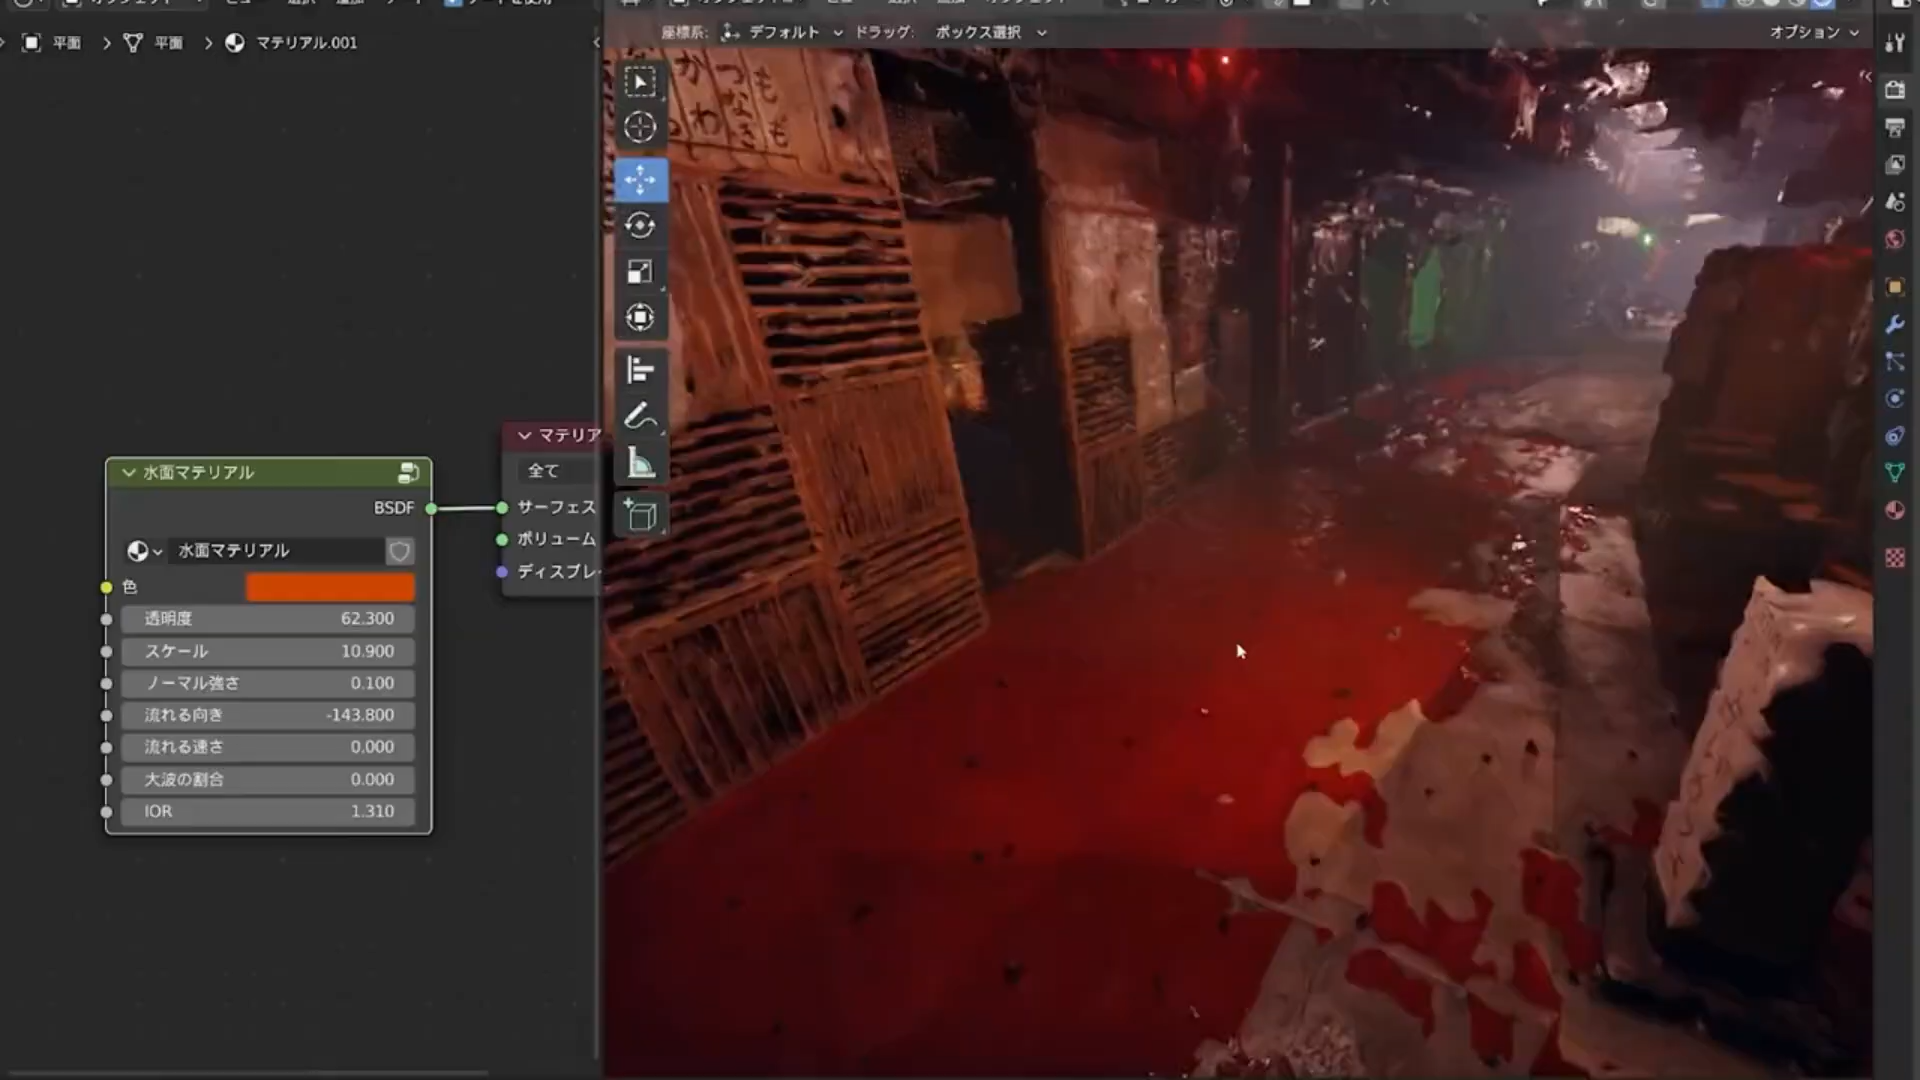 平面 > 平面 > マテリアル.001
座標系: デフォルト ドラッグ: ボックス選択 オプション
マテリア
全て
サーフェス
ボリューム
ディスプレ
水面マテリアル
BSDF
水面マテリアル
色
透明度 62.300
スケール 10.900
ノーマル強さ 0.100
流れる向き -143.800
流れる速さ 0.000
大波の割合 0.000
IOR 1.310